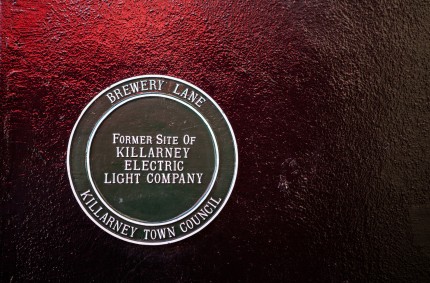 BREWERY LANE
FORMER SITE OF
KILLARNEY
ELECTRIC
LIGHT COMPANY
KILLARNEY TOWN COUNCIL